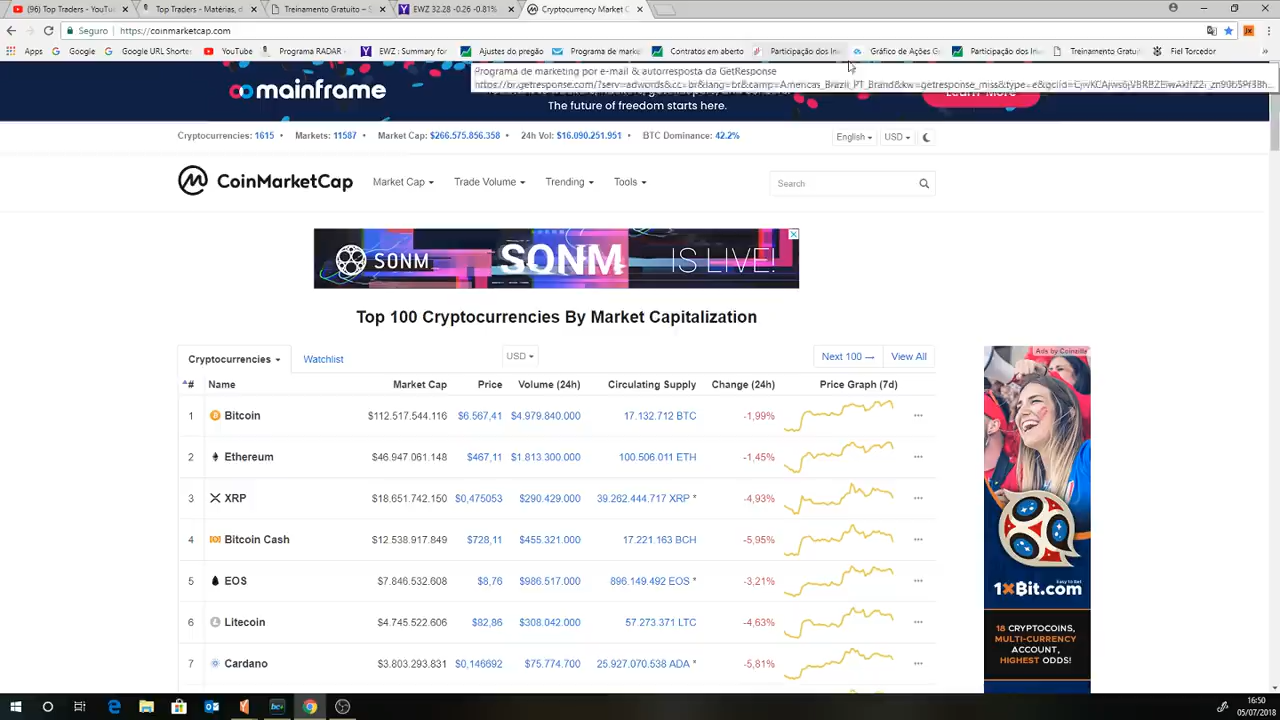 (96) Top Traders - YouTu
Top Traders - Matérias, d
Treinamento Gratuito – S
EWZ 32.28 -0.26 -0.81%
Cryptocurrency Market C
Seguro
https://coinmarketcap.com
Apps
Google
Google URL Shorte
YouTube
Programa RADAR
EWZ : Summary for
Ajustes do pregão
Programa de marke
Contratos em aberto
Participação dos In
Gráfico de Ações G
Participação dos In
Treinamento Gratui
Fiel Torcedor
Programa de marketing por e-mail & autorresposta da GetResponse
mainframe
The future of freedom starts here.
Learn More
Cryptocurrencies: 1615 • Markets: 11587 • Market Cap: $266.575.856.358 • 24h Vol: $16.090.251.951 • BTC Dominance: 42.2%
English
USD
CoinMarketCap
Market Cap
Trade Volume
Trending
Tools
Search
SONM
SONM IS LIVE!
Top 100 Cryptocurrencies By Market Capitalization
Cryptocurrencies
Watchlist
USD
Next 100 →
View All
# Name Market Cap Price Volume (24h) Circulating Supply Change (24h) Price Graph (7d)
1 Bitcoin $112.517.544.116 $6.567,41 $4.979.840.000 17.132.712 BTC -1,99% ...
2 Ethereum $46.947.061.148 $467,11 $1.813.300.000 100.506.011 ETH -1,45% ...
3 XRP $18.651.742.150 $0,475053 $290.429.000 39.262.444.717 XRP * -4,93% ...
4 Bitcoin Cash $12.538.917.849 $728,11 $455.321.000 17.221.163 BCH -5,95% ...
5 EOS $7.846.532.608 $8,76 $986.517.000 896.149.492 EOS * -3,21% ...
6 Litecoin $4.745.522.606 $82,86 $308.042.000 57.273.371 LTC -4,63% ...
7 Cardano $3.803.293.831 $0,146692 $75.774.700 25.927.070.538 ADA * -5,81% ...
Ads by Coinzilla
Easy to Bet
1XBit.com
18 CRYPTOCOINS,
MULTI-CURRENCY
ACCOUNT,
HIGHEST ODDS!
16:50
05/07/2018